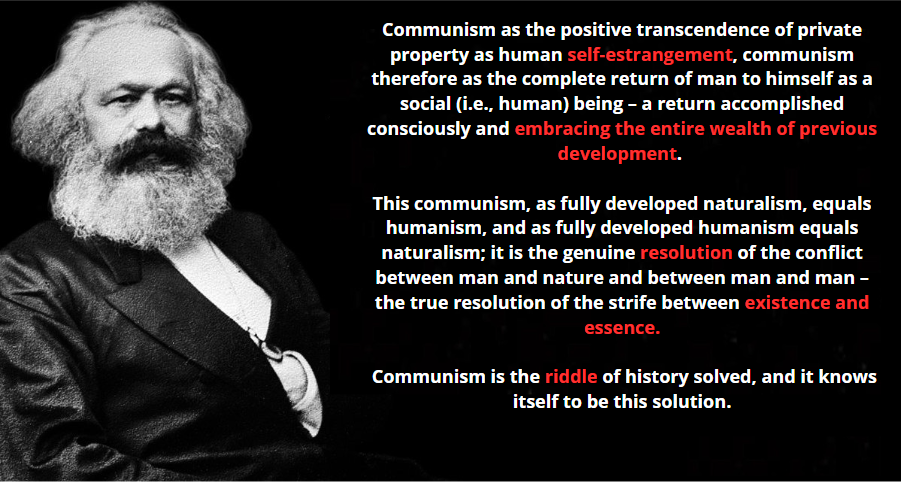 Communism as the positive transcendence of private
property as human self-estrangement, communism
therefore as the complete return of man to himself as a
social (i.e., human) being – a return accomplished
consciously and embracing the entire wealth of previous
development.
This communism, as fully developed naturalism, equals
humanism, and as fully developed humanism equals
naturalism; it is the genuine resolution of the conflict
between man and nature and between man and man –
the true resolution of the strife between existence and
essence.
Communism is the riddle of history solved, and it knows
itself to be this solution.